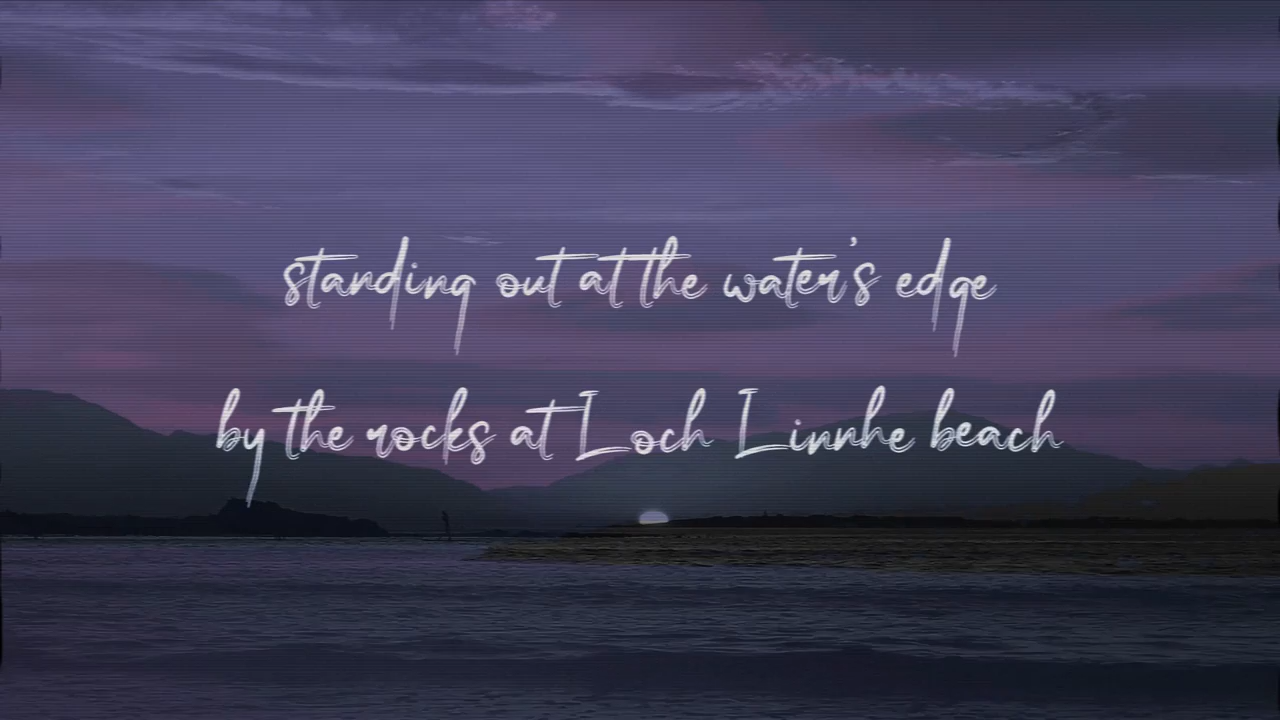 standing out at the water's edge
by the rocks at Loch Linnhe beach